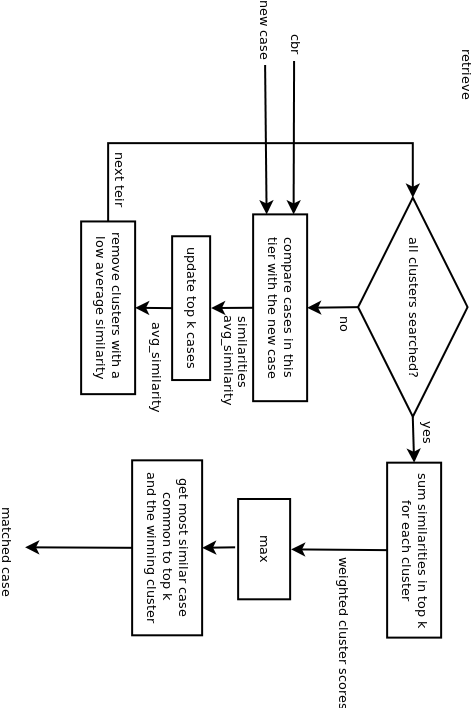 retrieve
all clusters searched?
yes
sum similarities in top k
for each cluster
no
weighted cluster scores
cbr
new case
compare cases in this
tier with the new case
max
similarities
avg_similarity
update top k cases
get most similar case
common to top k
and the winning cluster
avg_similarity
next teir
remove clusters with a
low average similarity
matched case